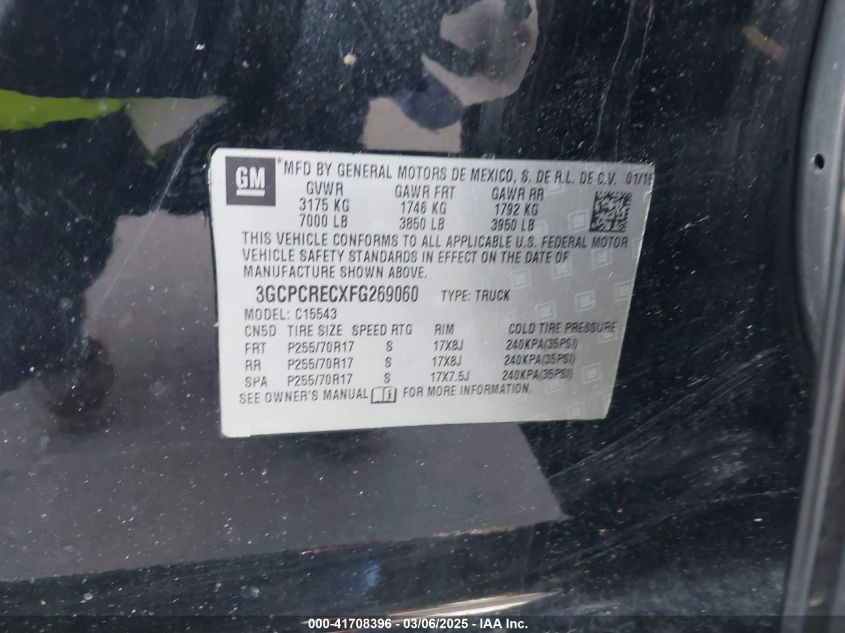 GM ® MFD BY GENERAL MOTORS DE MEXICO, S. DE R.L. DE C.V. 01/15
GVWR GAWR FRT GAWR RR
3175 KG 1746 KG 1792 KG
7000 LB 3850 LB 3950 LB
THIS VEHICLE CONFORMS TO ALL APPLICABLE U.S. FEDERAL MOTOR
VEHICLE SAFETY STANDARDS IN EFFECT ON THE DATE OF
MANUFACTURE SHOWN ABOVE.
3GCPCRECXFG269060 TYPE: TRUCK
MODEL: C15543
CN5D TIRE SIZE SPEED RTG RIM COLD TIRE PRESSURE
FRT P255/70R17 S 17X8J 240KPA(35PSI)
RR P255/70R17 S 17X8J 240KPA(35PSI)
SPA P255/70R17 S 17X7.5J 240KPA(35PSI)
SEE OWNER'S MANUAL FOR MORE INFORMATION.
000-41708396 03/06/2025 - IAA Inc.